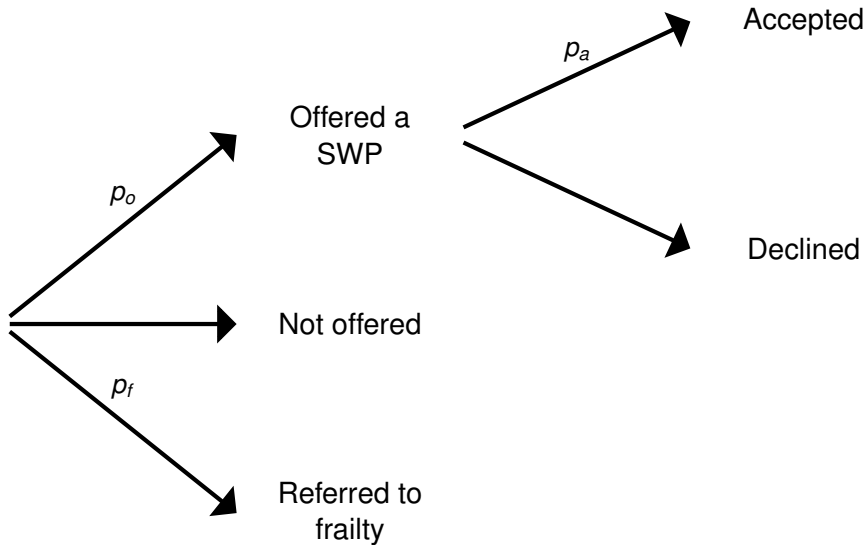 Accepted
pa
Offered a
SWP
po
Declined
Not offered
pf
Referred to
frailty